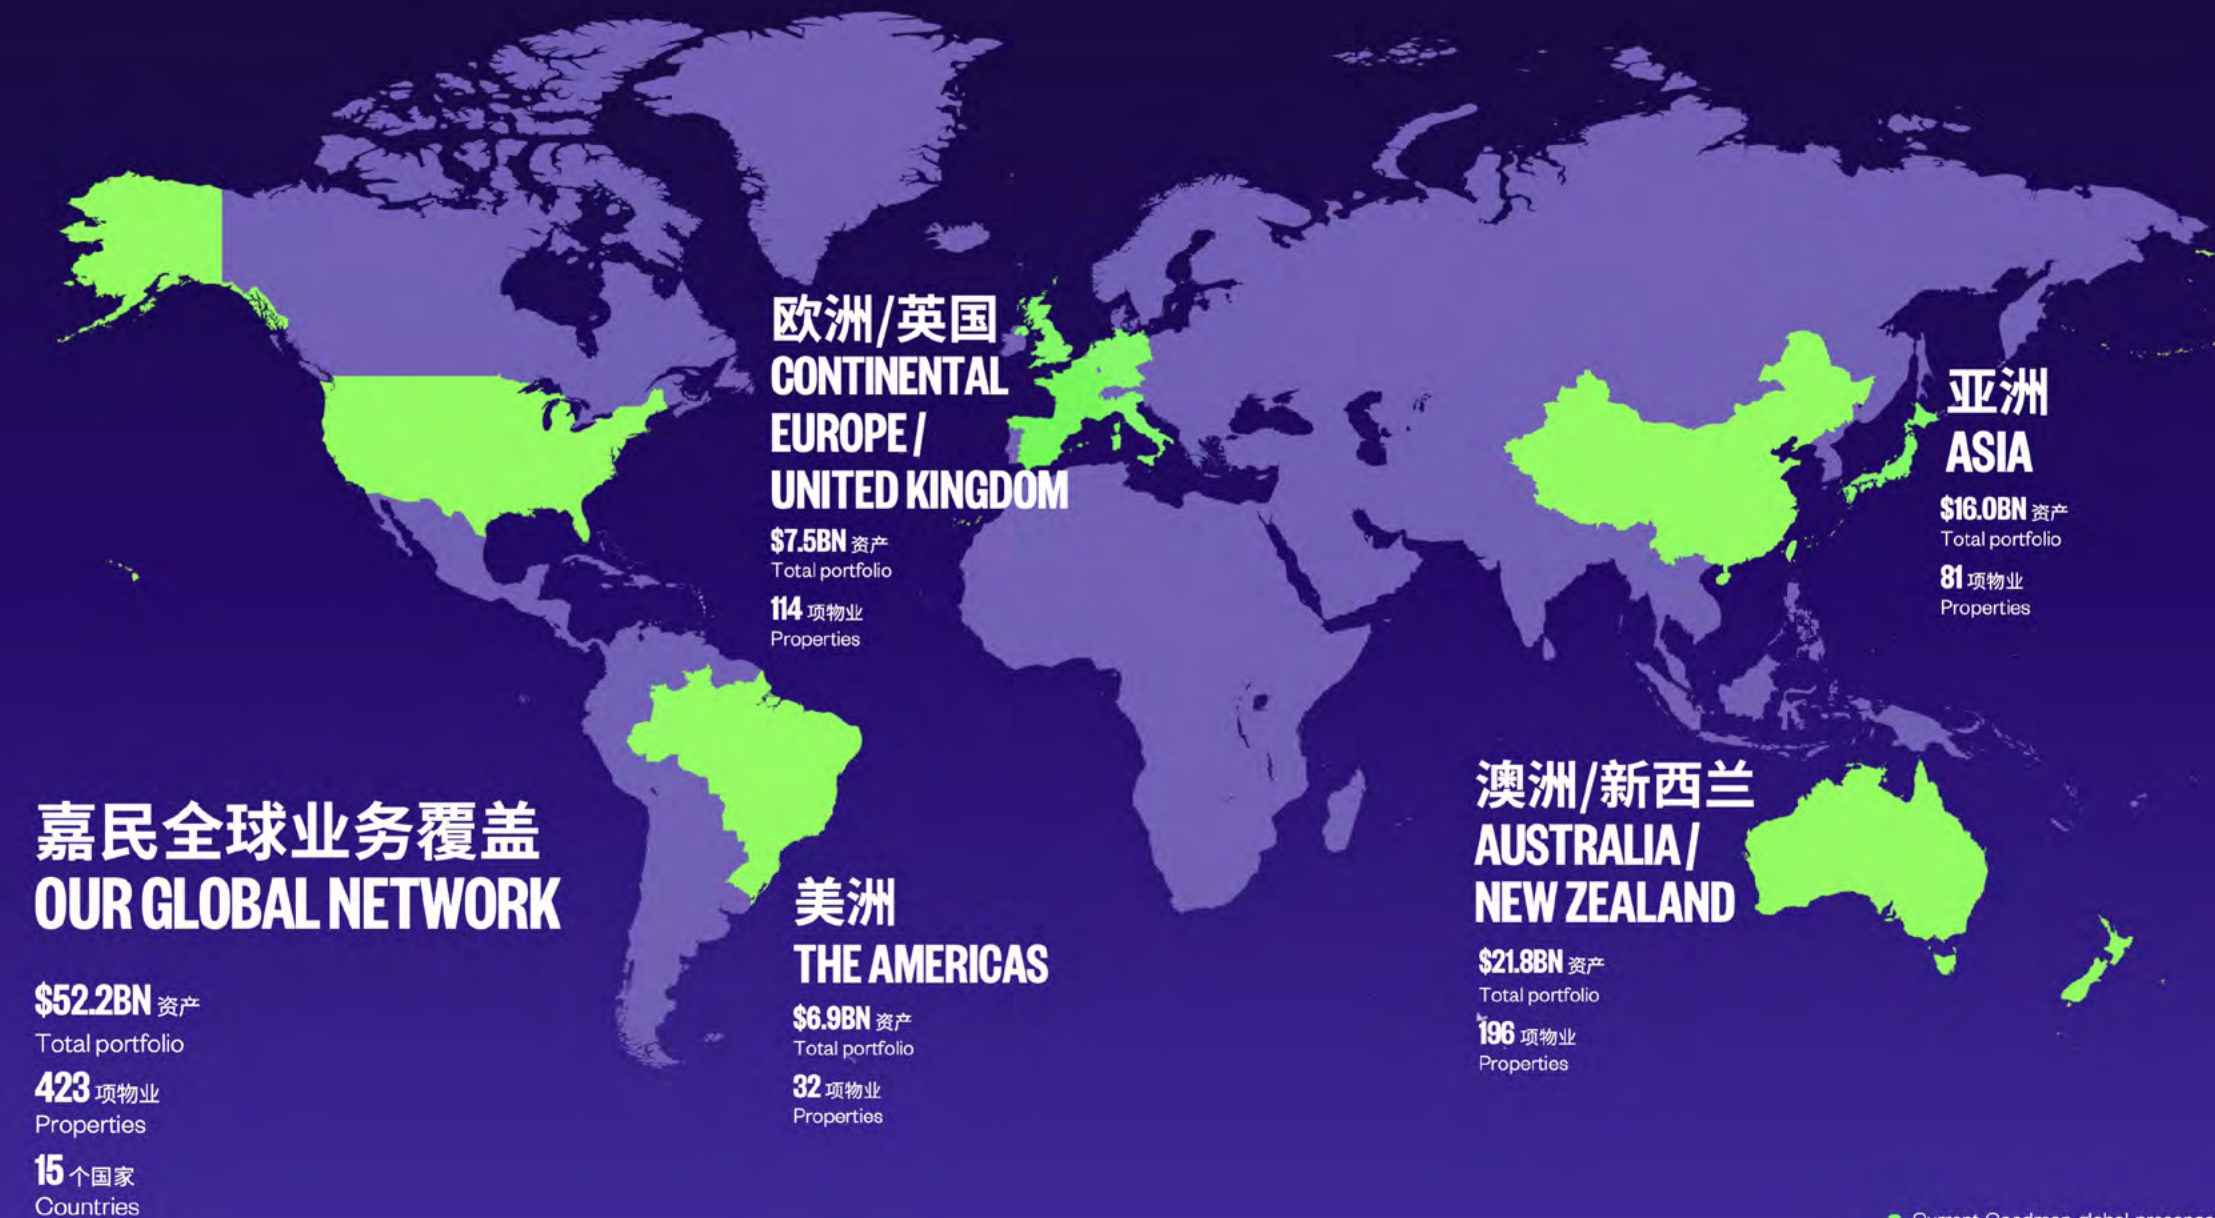 欧洲/英国
CONTINENTAL
EUROPE/
UNITED KINGDOM
$7.5BN 资产
Total portfolio
114 项物业
Properties
亚洲
ASIA
$16.0BN 资产
Total portfolio
81 项物业
Properties
嘉民全球业务覆盖
OUR GLOBAL NETWORK
$52.2BN 资产
Total portfolio
423 项物业
Properties
15 个国家
Countries
美洲
THE AMERICAS
$6.9BN 资产
Total portfolio
32 项物业
Properties
澳洲/新西兰
AUSTRALIA/
NEW ZEALAND
$21.8BN 资产
Total portfolio
196 项物业
Properties
Current Goodman global presence